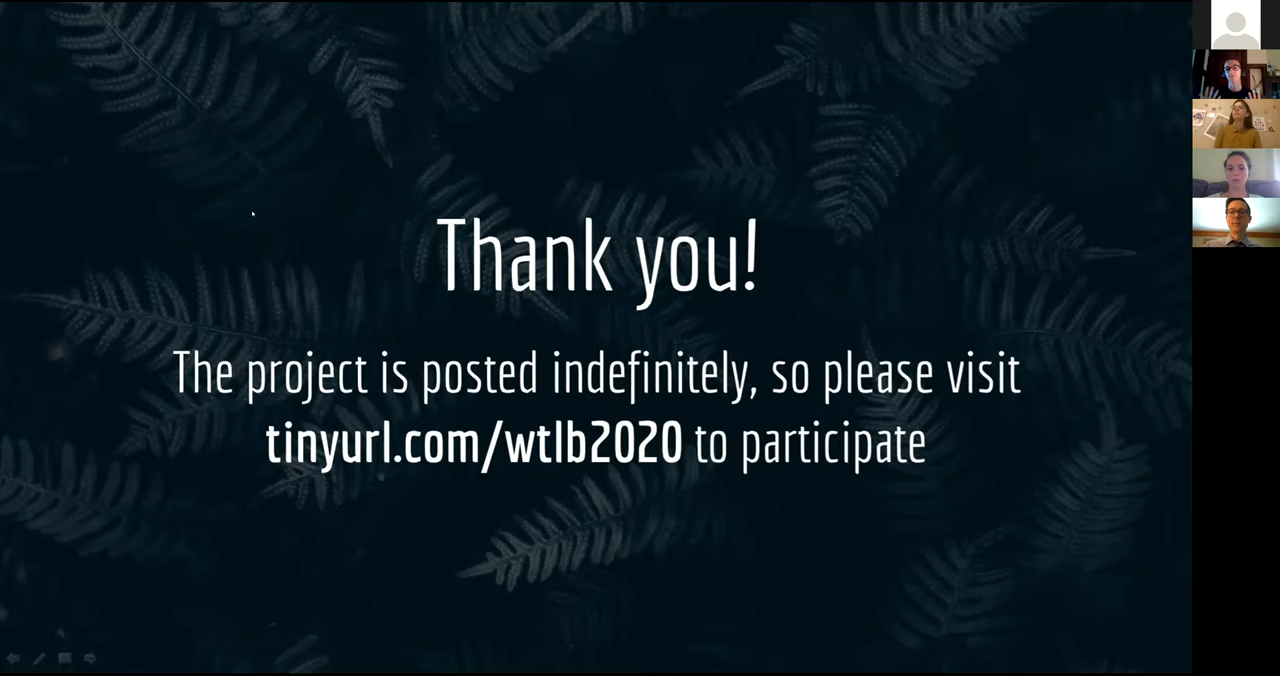 Thank you!
The project is posted indefinitely, so please visit
tinyurl.com/wtlb2020 to participate